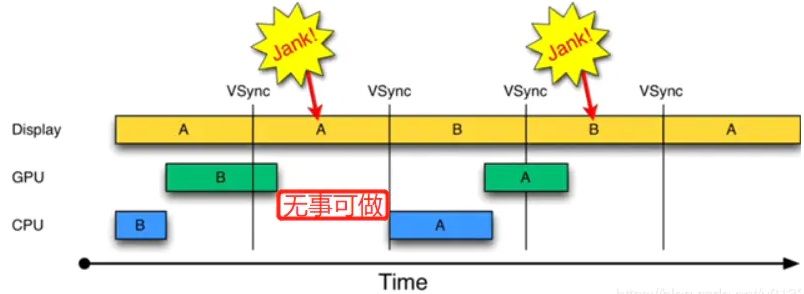 Jank!
Jank!
VSync
VSync
VSync
VSync
Display
A
A
B
B
A
GPU
B
A
无事可做
CPU
B
A
Time